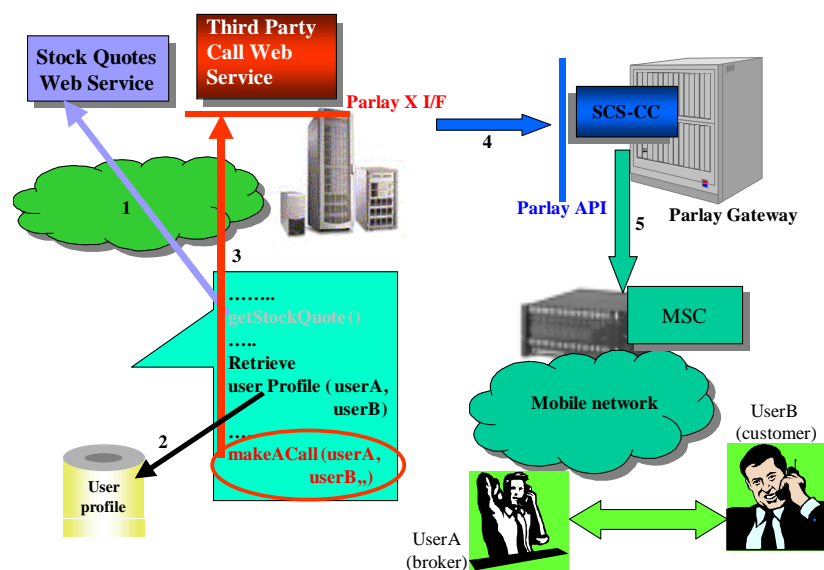 Stock Quotes
Web Service
Third Party
Call Web
Service
Parlay X I/F
4
SCS-CC
Parlay API
Parlay Gateway
1
3
5
……..
getStockQuote ()
…..
Retrieve
user Profile (userA,
userB)
….
makeACall (userA,
userB,,)
2
User
profile
MSC
Mobile network
UserB
(customer)
UserA
(broker)